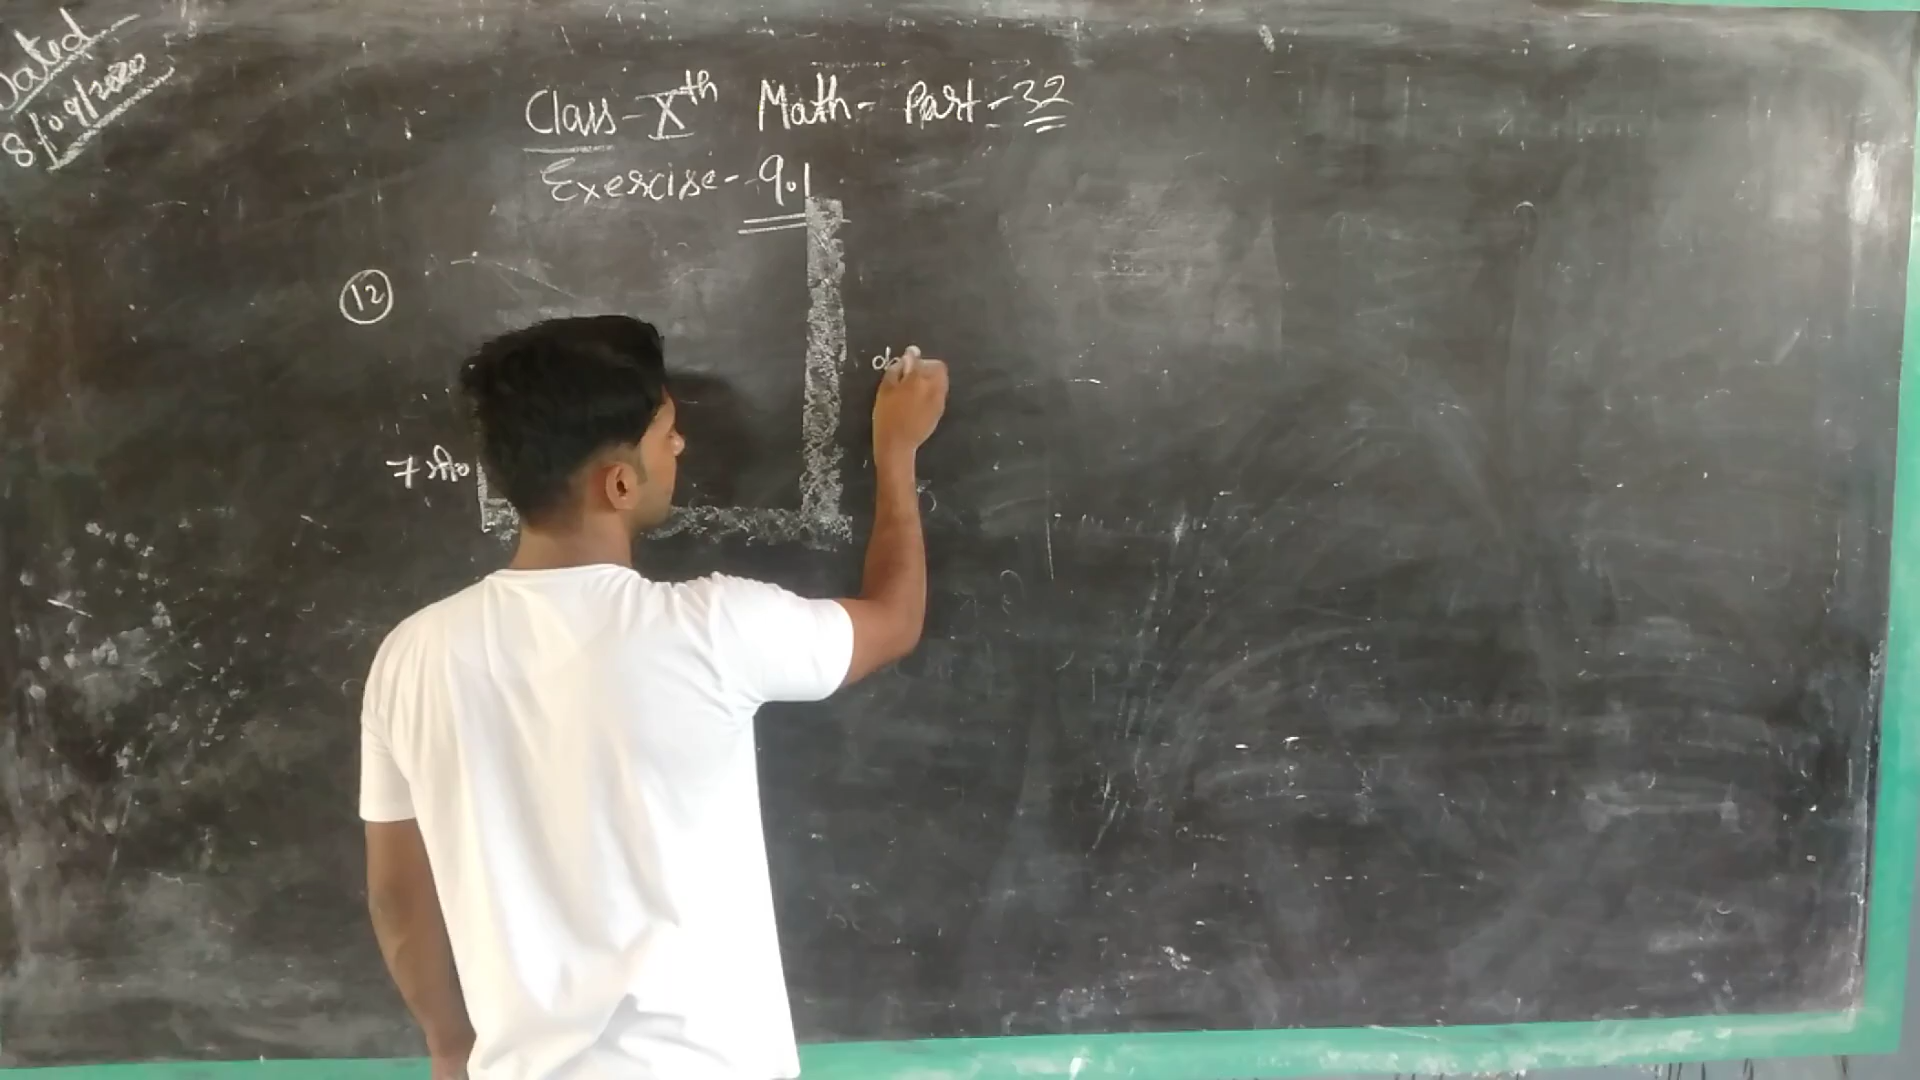 Dated
8/09/2020
Class-Xth Math- Part-32
Exercise-9.1
12
7 मी०